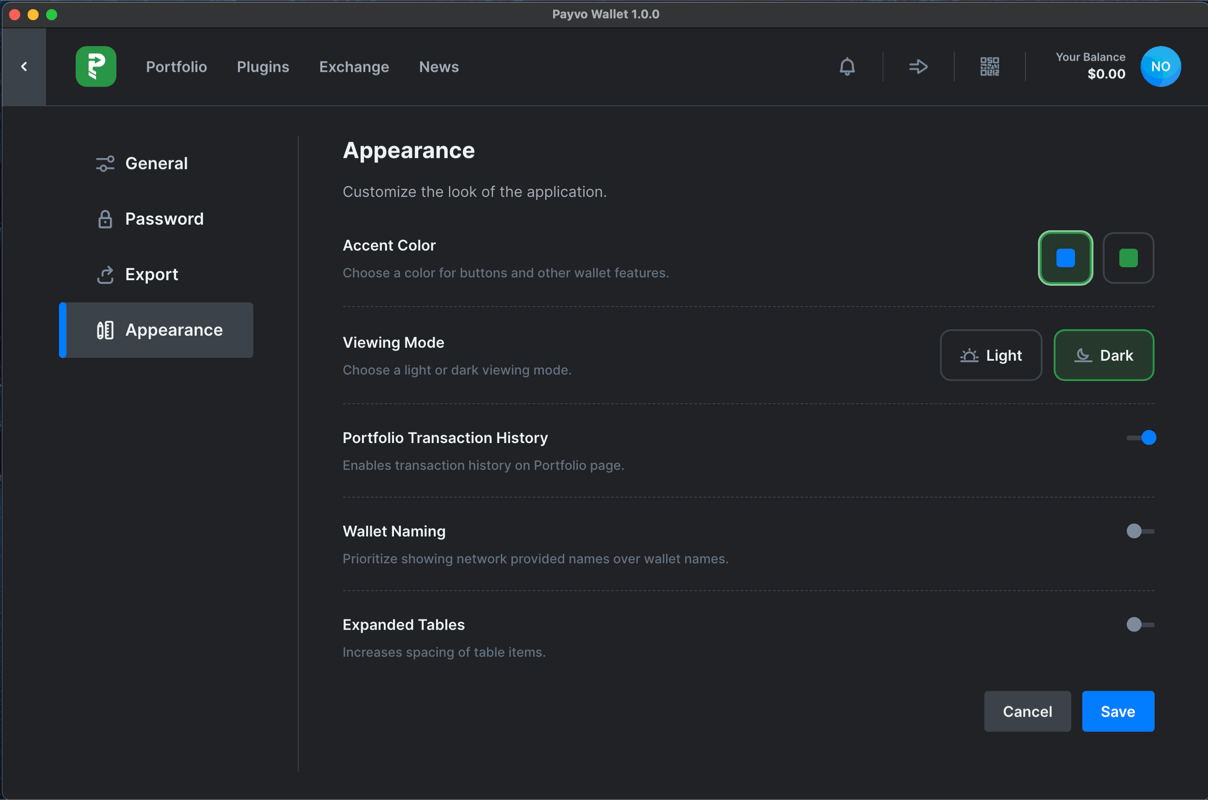 Payvo Wallet 1.0.0
Portfolio
Plugins
Exchange
News
Your Balance
$0.00
NO
General
Password
Export
Appearance
Appearance
Customize the look of the application.
Accent Color
Choose a color for buttons and other wallet features.
Viewing Mode
Choose a light or dark viewing mode.
Light
Dark
Portfolio Transaction History
Enables transaction history on Portfolio page.
Wallet Naming
Prioritize showing network provided names over wallet names.
Expanded Tables
Increases spacing of table items.
Cancel
Save